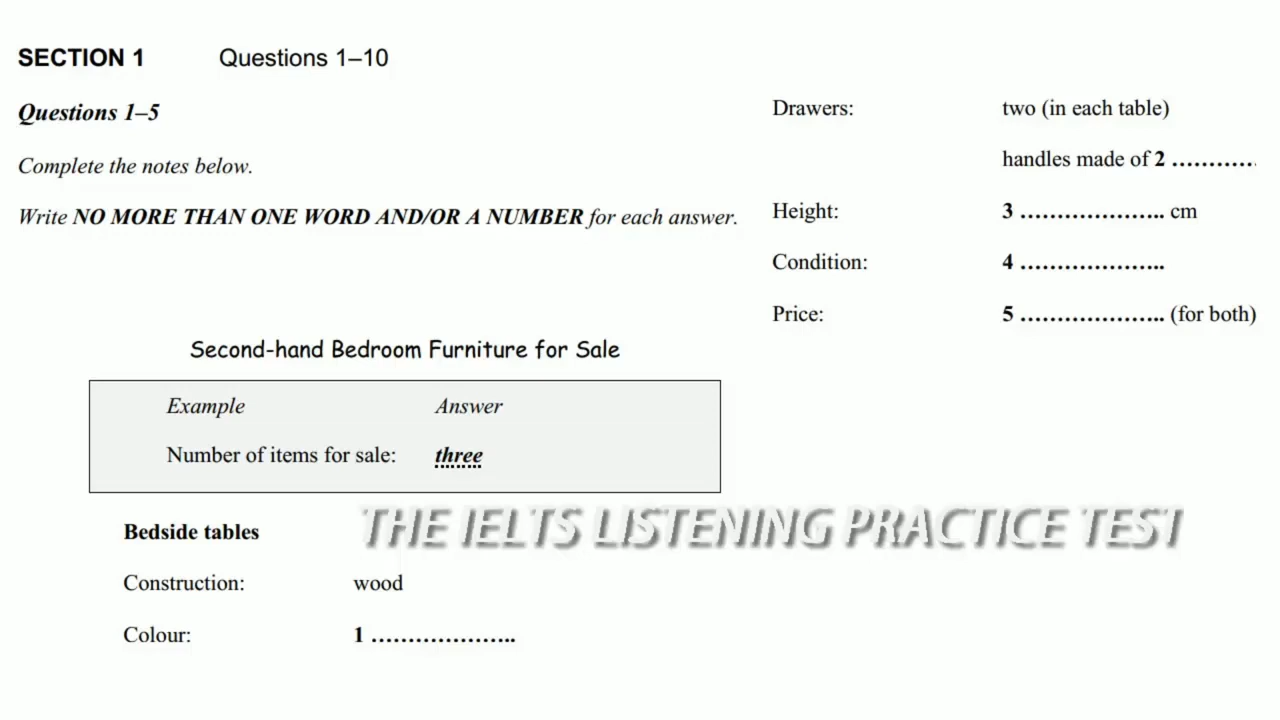 SECTION 1 Questions 1–10
Questions 1–5
Complete the notes below.
Write NO MORE THAN ONE WORD AND/OR A NUMBER for each answer.
Second-hand Bedroom Furniture for Sale
Example Answer
Number of items for sale: three
Bedside tables
Construction: wood
Colour: 1 ………………..
Drawers: two (in each table)
handles made of 2 ………..
Height: 3 ……………….. cm
Condition: 4 ………………..
Price: 5 ……………….. (for both)
THE IELTS LISTENING PRACTICE TEST